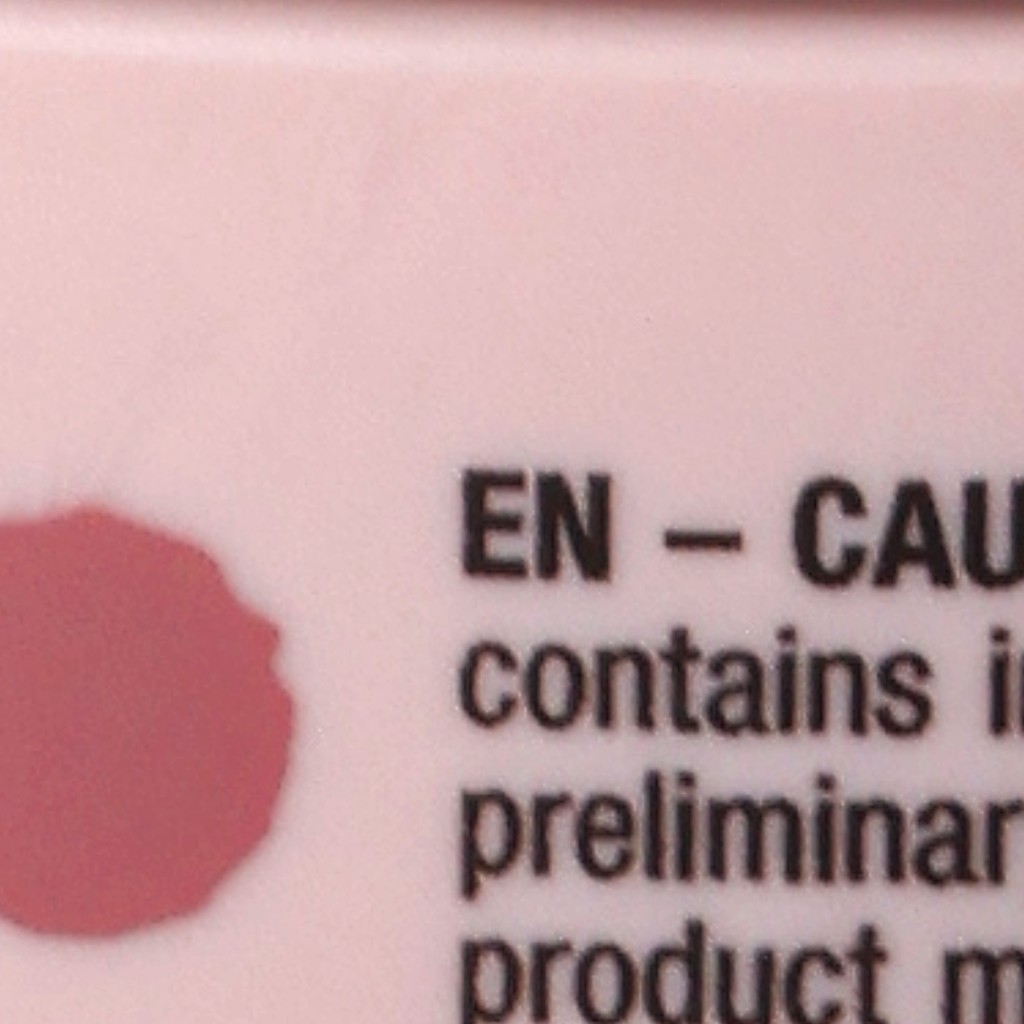 EN – CAU
contains i
preliminar
product m